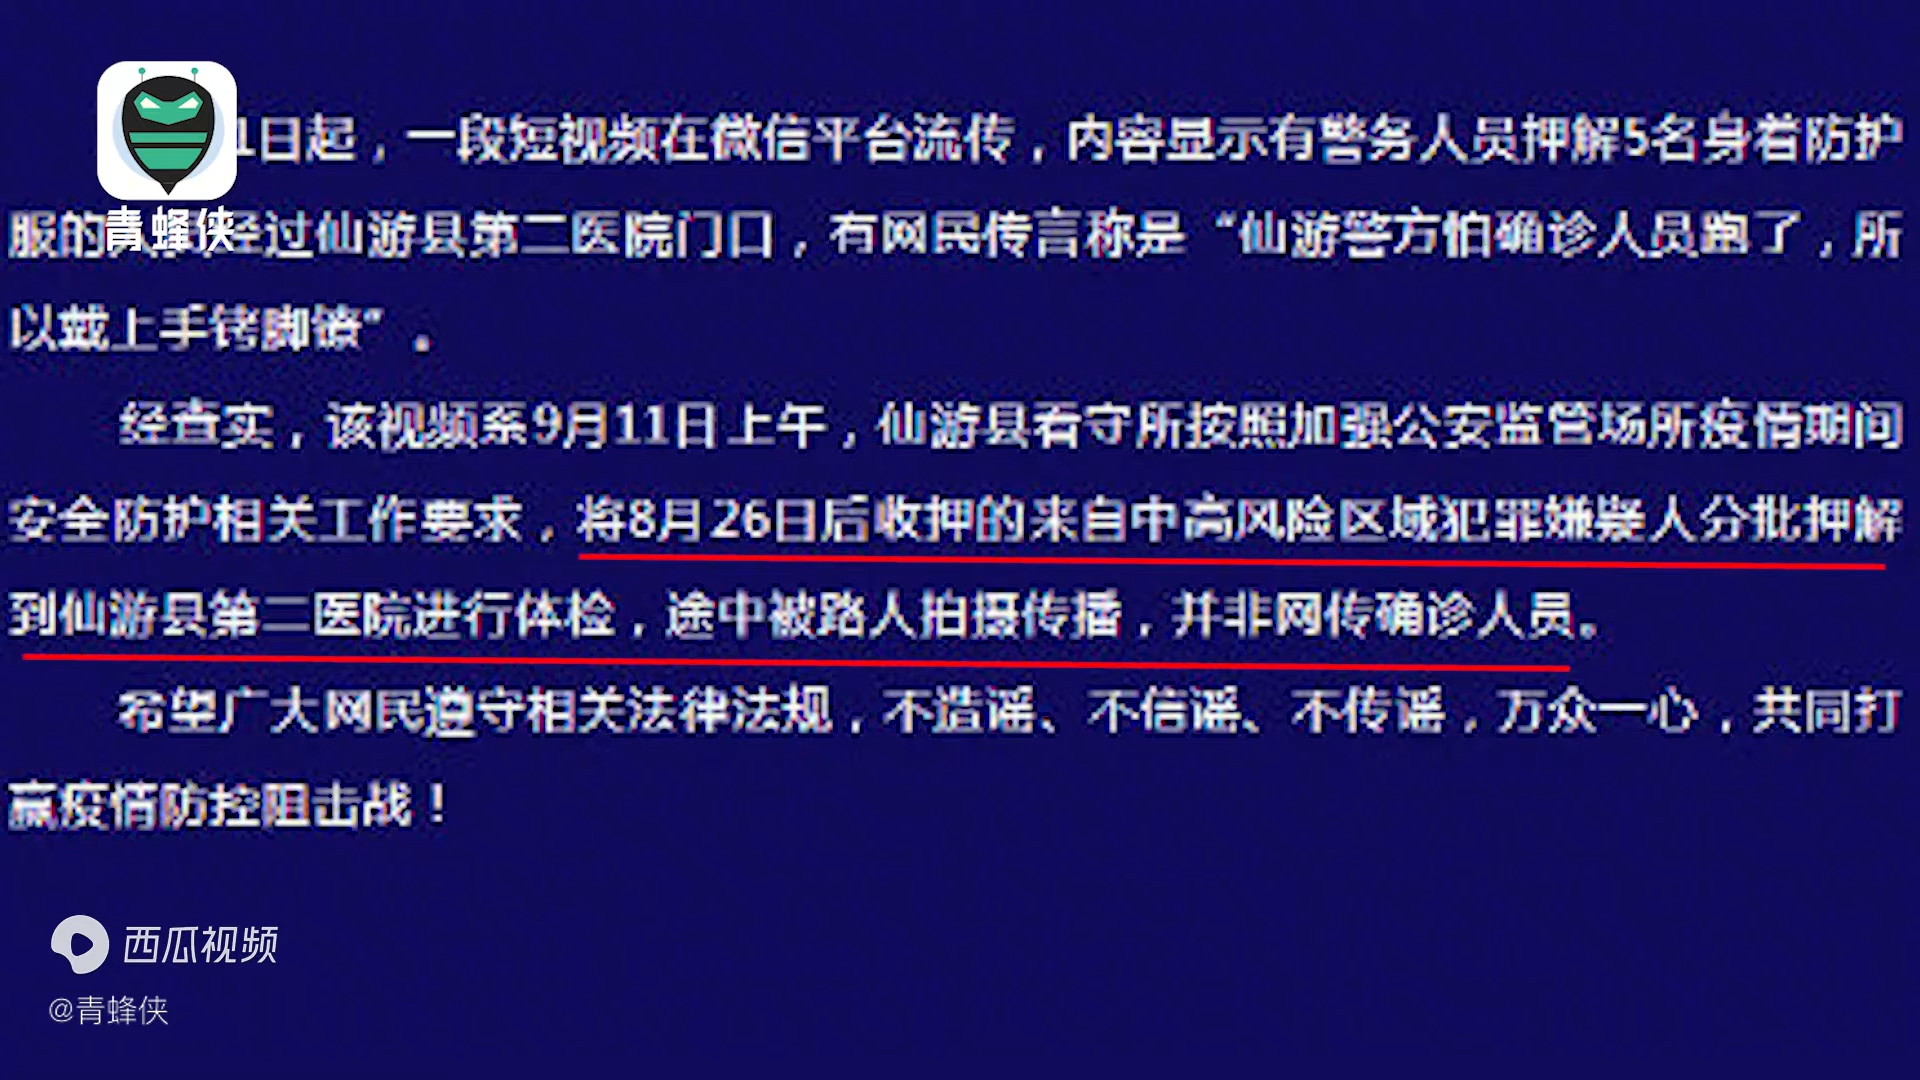 1日起，一段短视频在微信平台流传，内容显示有警务人员押解5名身着防护
服的 经过仙游县第二医院门口，有网民传言称是“仙游警方怕确诊人员跑了，所
以戴上手铐脚镣”。
经查实，该视频系9月11日上午，仙游县看守所按照加强公安监管场所疫情期间
安全防护相关工作要求，将8月26日后收押的来自中高风险区域犯罪嫌疑人分批押解
到仙游县第二医院进行体检，途中被路人拍摄传播，并非网传确诊人员。
希望广大网民遵守相关法律法规，不造谣、不信谣、不传谣，万众一心，共同打
赢疫情防控阻击战！
青蜂侠
西瓜视频
@青蜂侠